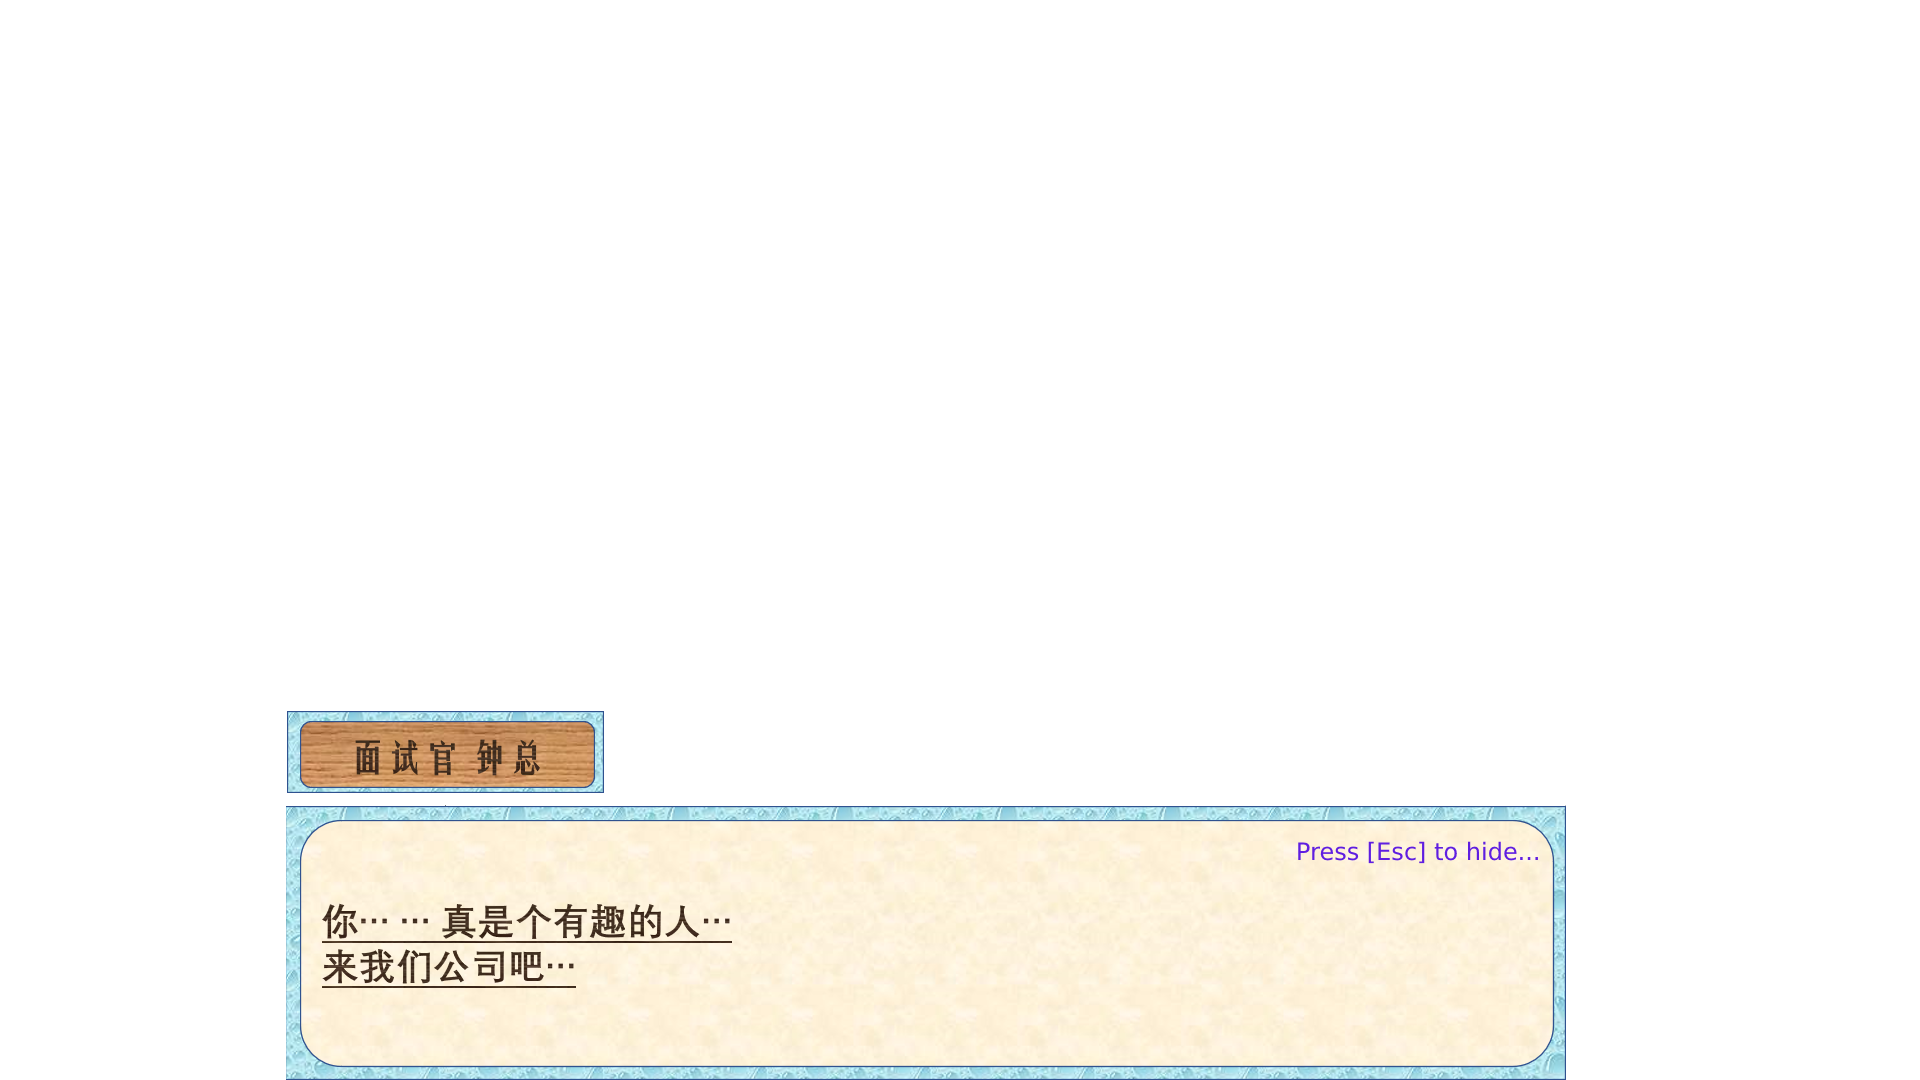 面试官 钟总
Press [Esc] to hide...
你… … 真是个有趣的人…
来我们公司吧…